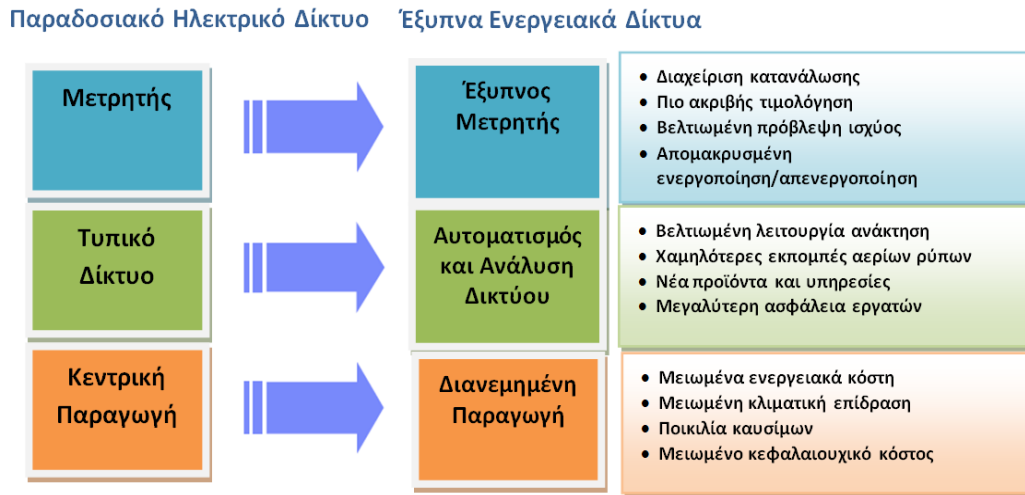 Παραδοσιακό Ηλεκτρικό Δίκτυο
Έξυπνα Ενεργειακά Δίκτυα
Μετρητής
Έξυπνος
Μετρητής
• Διαχείριση κατανάλωσης
• Πιο ακριβής τιμολόγηση
• Βελτιωμένη πρόβλεψη ισχύος
• Απομακρυσμένη
ενεργοποίηση/απενεργοποίηση
Τυπικό
Δίκτυο
Αυτοματισμός
και Ανάλυση
Δικτύου
• Βελτιωμένη λειτουργία ανάκτηση
• Χαμηλότερες εκπομπές αερίων ρύπων
• Νέα προϊόντα και υπηρεσίες
• Μεγαλύτερη ασφάλεια εργατών
Κεντρική
Παραγωγή
Διανεμημένη
Παραγωγή
• Μειωμένα ενεργειακά κόστη
• Μειωμένη κλιματική επίδραση
• Ποικιλία καυσίμων
• Μειωμένο κεφαλαιουχικό κόστος